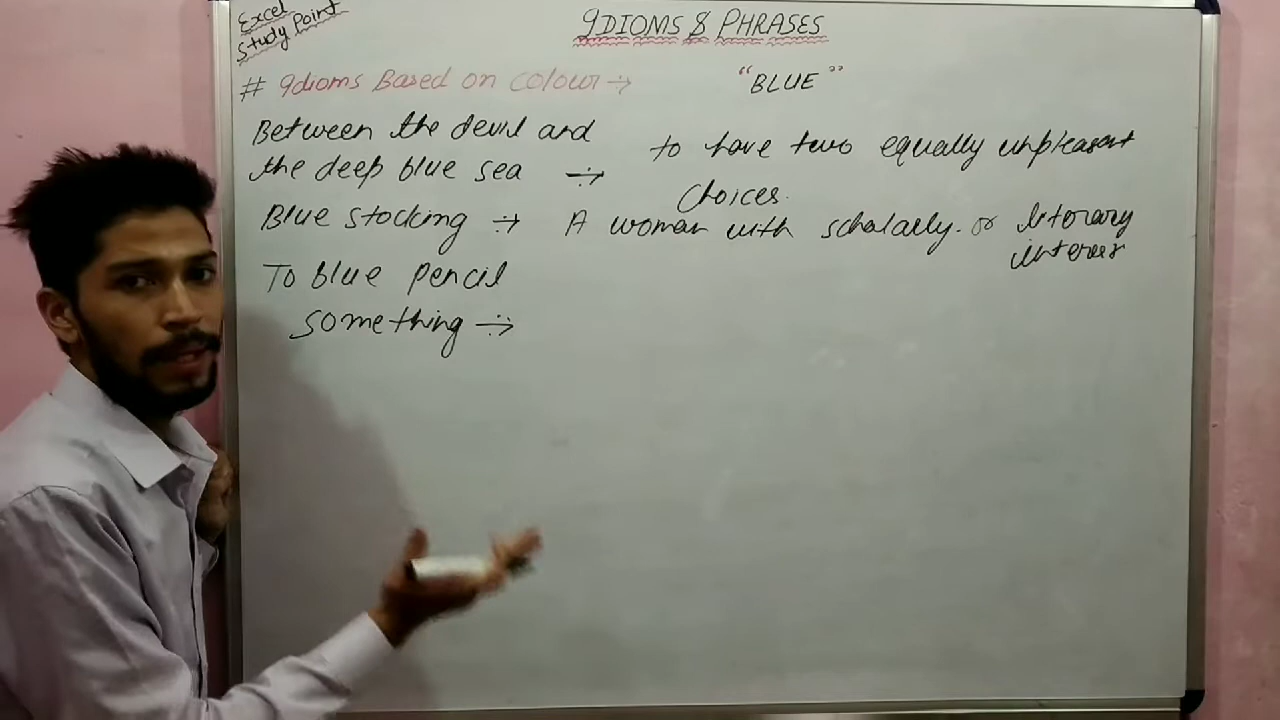 Excel
Study Point
IDIOMS & PHRASES
# Idioms Based on colour ÷>
"BLUE"
Between the devil and
the deep blue sea ÷>
to have two equally unpleasant
choices.
Blue stocking ÷> A woman with scholarly. or literary
To blue pencil
something ÷>